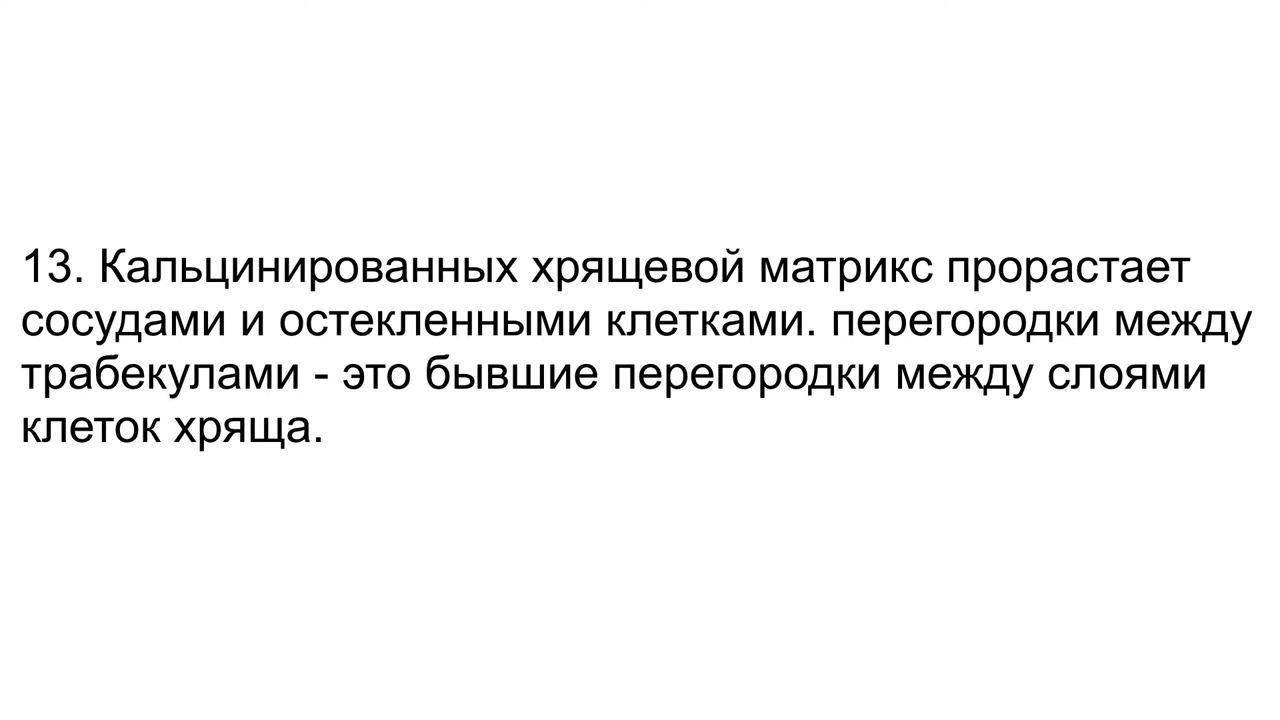 13. Кальцинированных хрящевой матрикс прорастает
сосудами и остекленными клетками. перегородки между
трабекулами - это бывшие перегородки между слоями
клеток хряща.